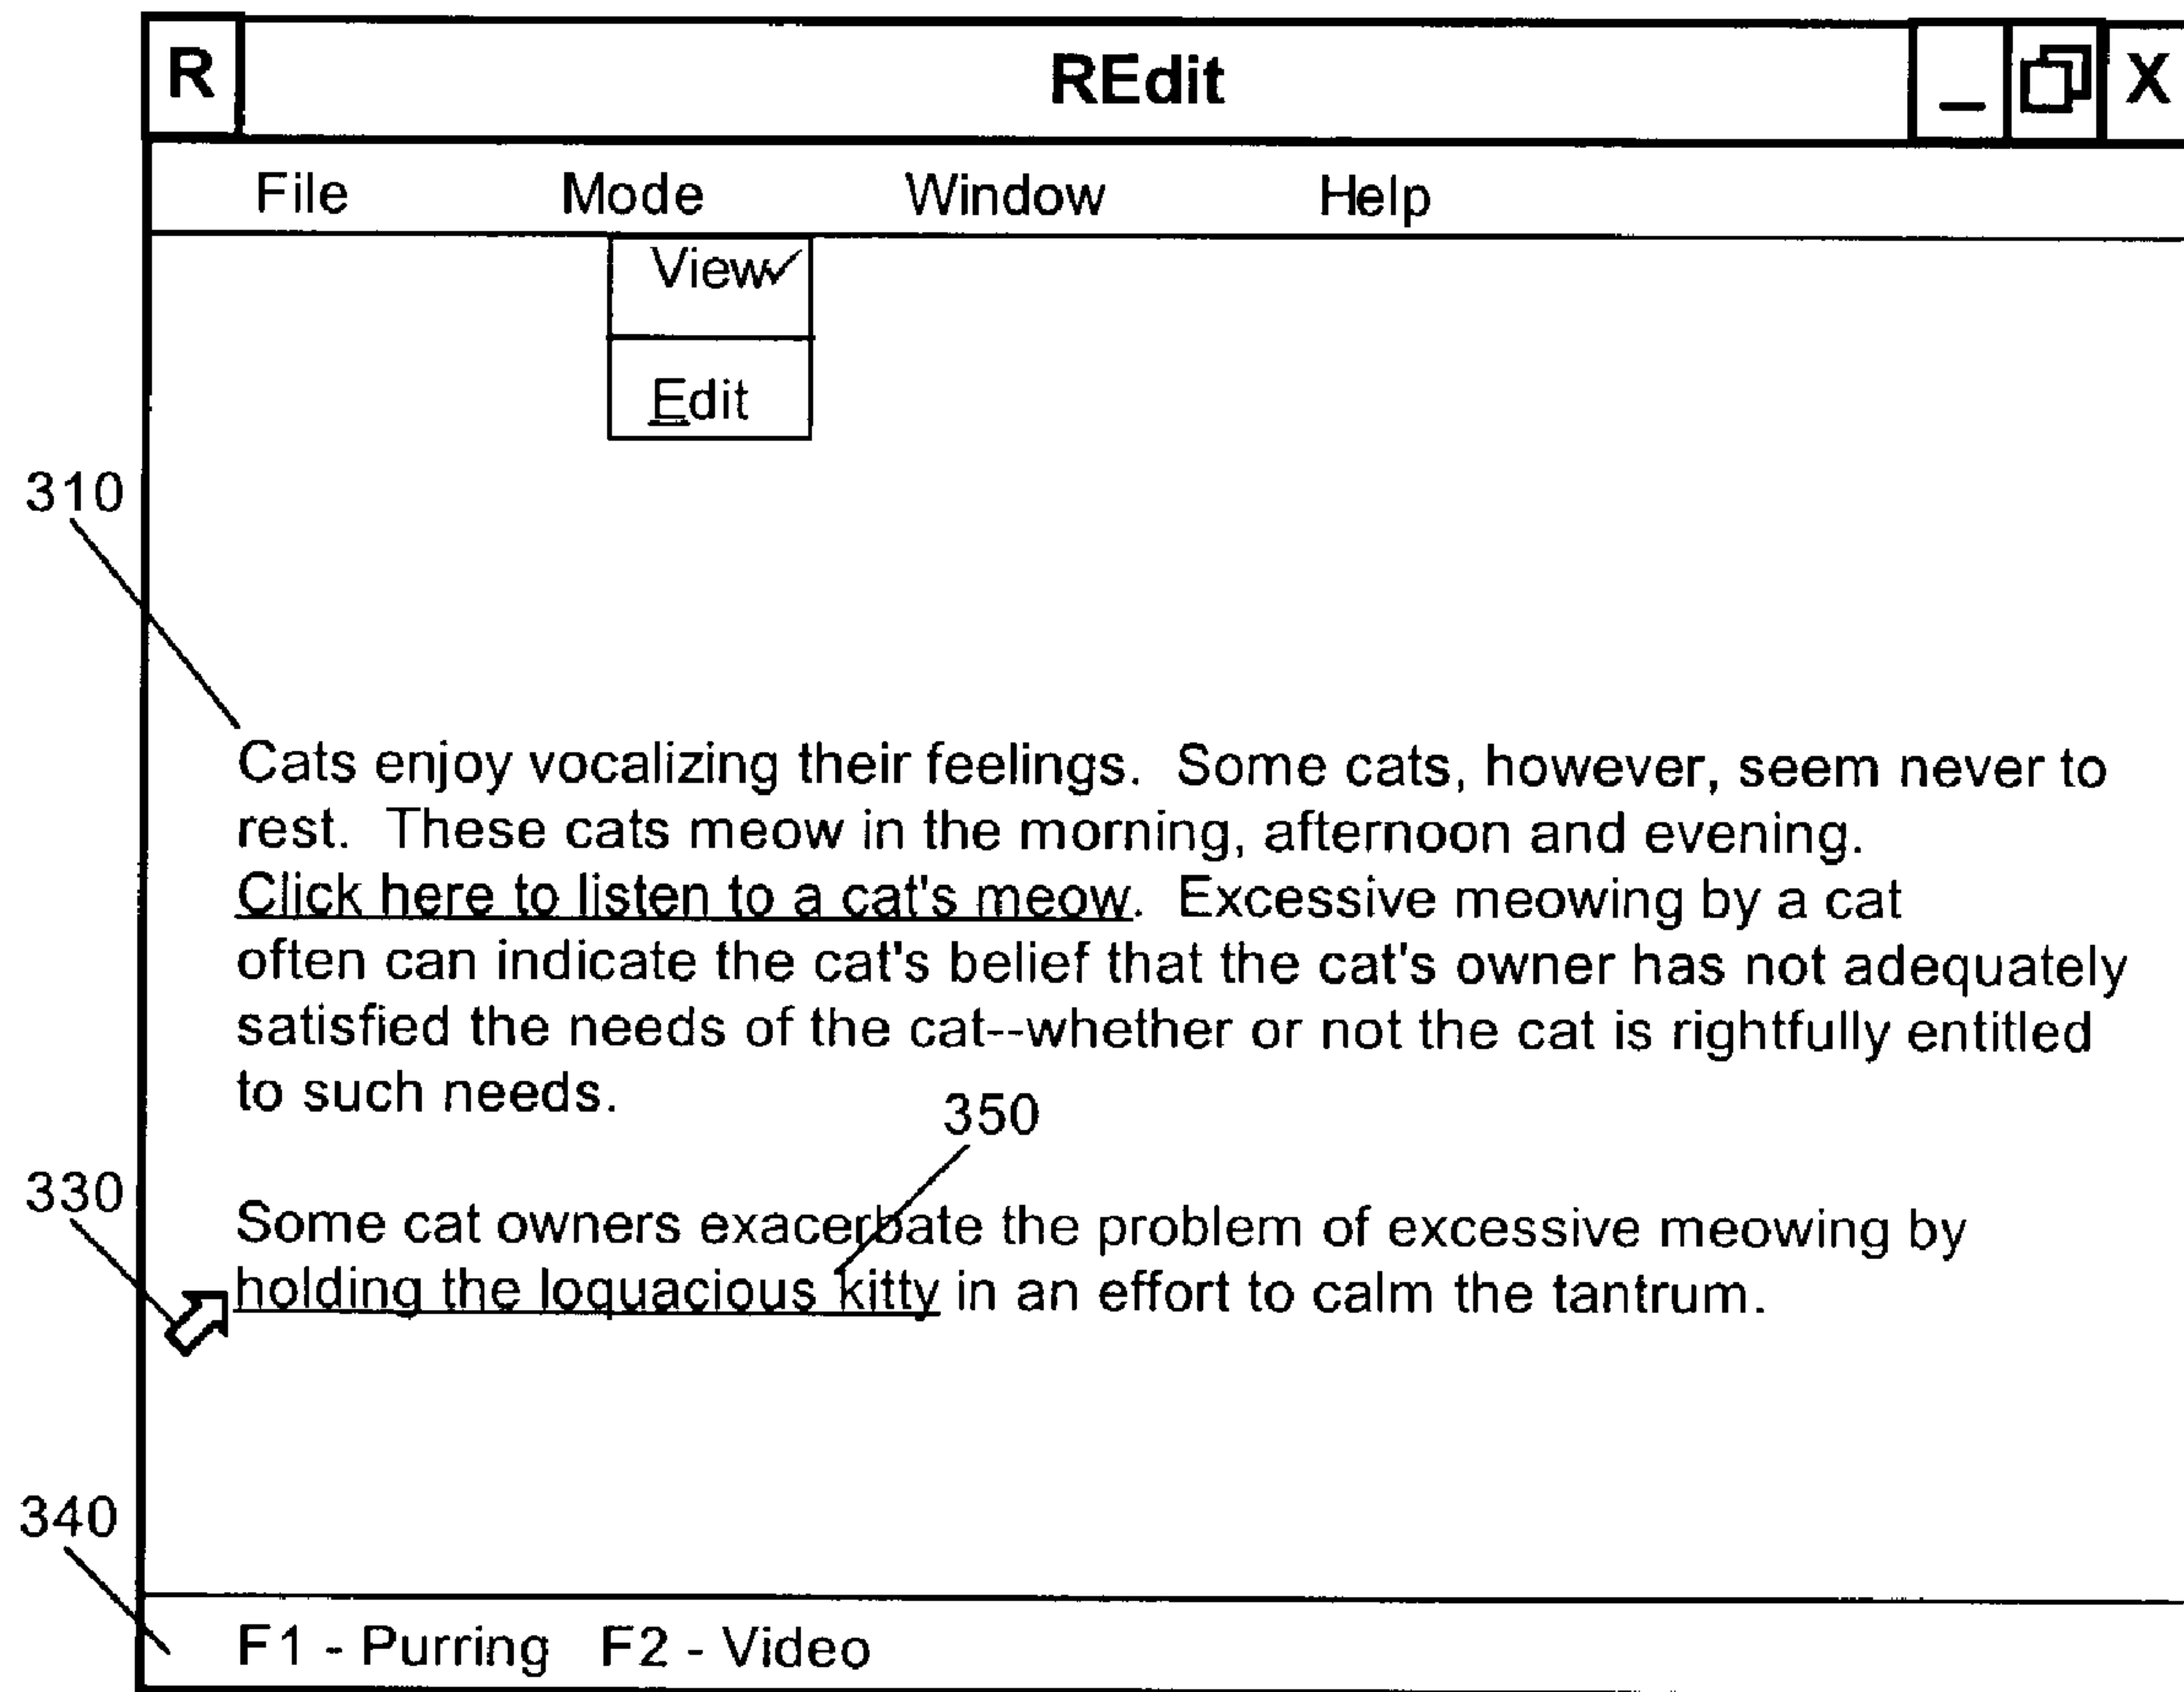 R REdit _ X
File Mode Window Help
View✓
Edit
310
Cats enjoy vocalizing their feelings.  Some cats, however, seem never to
rest.  These cats meow in the morning, afternoon and evening.
Click here to listen to a cat's meow.  Excessive meowing by a cat
often can indicate the cat's belief that the cat's owner has not adequately
satisfied the needs of the cat--whether or not the cat is rightfully entitled
to such needs.
350
330
Some cat owners exacerbate the problem of excessive meowing by
holding the loquacious kitty in an effort to calm the tantrum.
340
F1 - Purring   F2 - Video